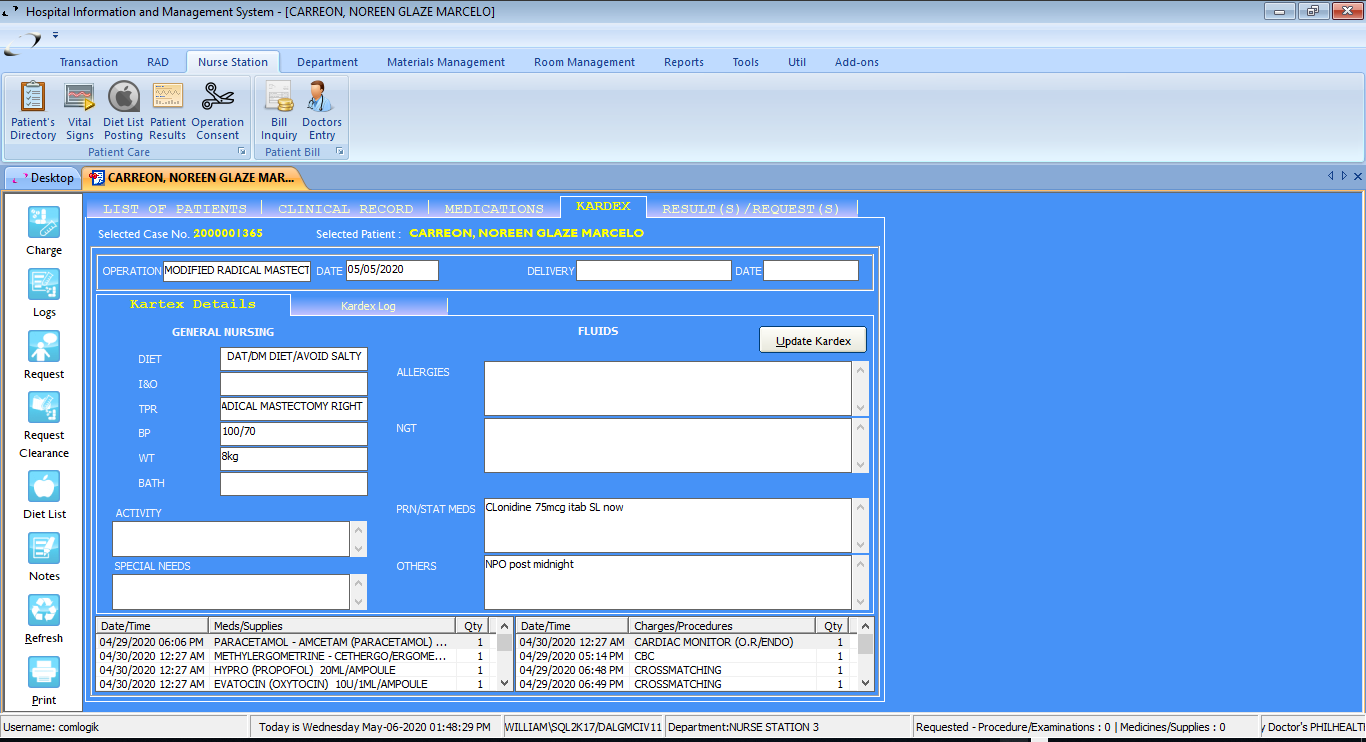 Hospital Information and Management System - [CARREON, NOREEN GLAZE MARCELO]
Transaction RAD Nurse Station Department Materials Management Room Management Reports Tools Util Add-ons
Patient's Directory
Vital Signs
Diet List Posting
Patient Results
Operation Consent
Bill Inquiry
Doctors Entry
Patient Care
Patient Bill
Desktop
CARREON, NOREEN GLAZE MAR...
Charge
Logs
Request
Request Clearance
Diet List
Notes
Refresh
Print
LIST OF PATIENTS CLINICAL RECORD MEDICATIONS KARDEX RESULT(S)/REQUEST(S)
Selected Case No. 2000001365 Selected Patient : CARREON, NOREEN GLAZE MARCELO
OPERATION MODIFIED RADICAL MASTECT DATE 05/05/2020 DELIVERY DATE
Kartex Details Kardex Log
GENERAL NURSING
DIET DAT/DM DIET/AVOID SALTY
I&O
TPR ADICAL MASTECTOMY RIGHT
BP 100/70
WT 8kg
BATH
ACTIVITY
SPECIAL NEEDS
FLUIDS
Update Kardex
ALLERGIES
NGT
PRN/STAT MEDS CLonidine 75mcg itab SL now
OTHERS NPO post midnight
Date/Time Meds/Supplies Qty
04/29/2020 06:06 PM PARACETAMOL - AMCETAM (PARACETAMOL) ... 1
04/30/2020 12:27 AM METHYLERGOMETRINE - CETHERGO/ERGOME... 1
04/30/2020 12:27 AM HYPRO (PROPOFOL) 20ML/AMPOULE 1
04/30/2020 12:27 AM EVATOCIN (OXYTOCIN) 10U/1ML/AMPOULE 1
Date/Time Charges/Procedures Qty
04/30/2020 12:27 AM CARDIAC MONITOR (O.R/ENDO) 1
04/29/2020 05:14 PM CBC 1
04/29/2020 06:48 PM CROSSMATCHING 1
04/29/2020 06:49 PM CROSSMATCHING 1
Username: comlogik Today is Wednesday May-06-2020 01:48:29 PM WILLIAM\SQL2K17/DALGMCIV11 Department:NURSE STATION 3 Requested - Procedure/Examinations : 0 | Medicines/Supplies : 0 y Doctor's PHILHEALT